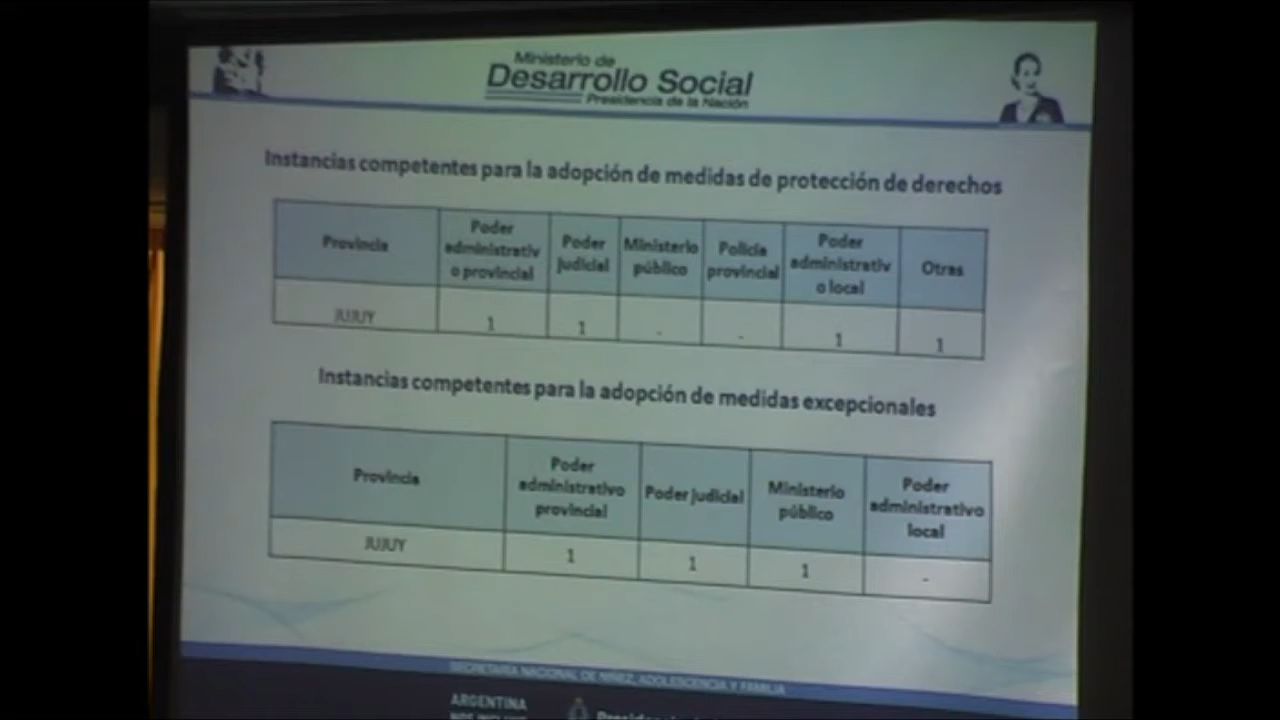 Ministerio de
Desarrollo Social
Presidencia de la Nación
Instancias competentes para la adopción de medidas de protección de derechos
Provincia
Poder
administrativ
o provincial
Poder
Judicial
Ministerio
público
Policía
provincial
Poder
administrativ
o local
Otras
JUJUY 1 1 - - 1 1
Instancias competentes para la adopción de medidas excepcionales
Provincia
Poder
administrativo
provincial
Poder Judicial
Ministerio
público
Poder
administrativo
local
JUJUY 1 1 1 -
SECRETARÍA NACIONAL DE NIÑEZ, ADOLESCENCIA Y FAMILIA
ARGENTINA